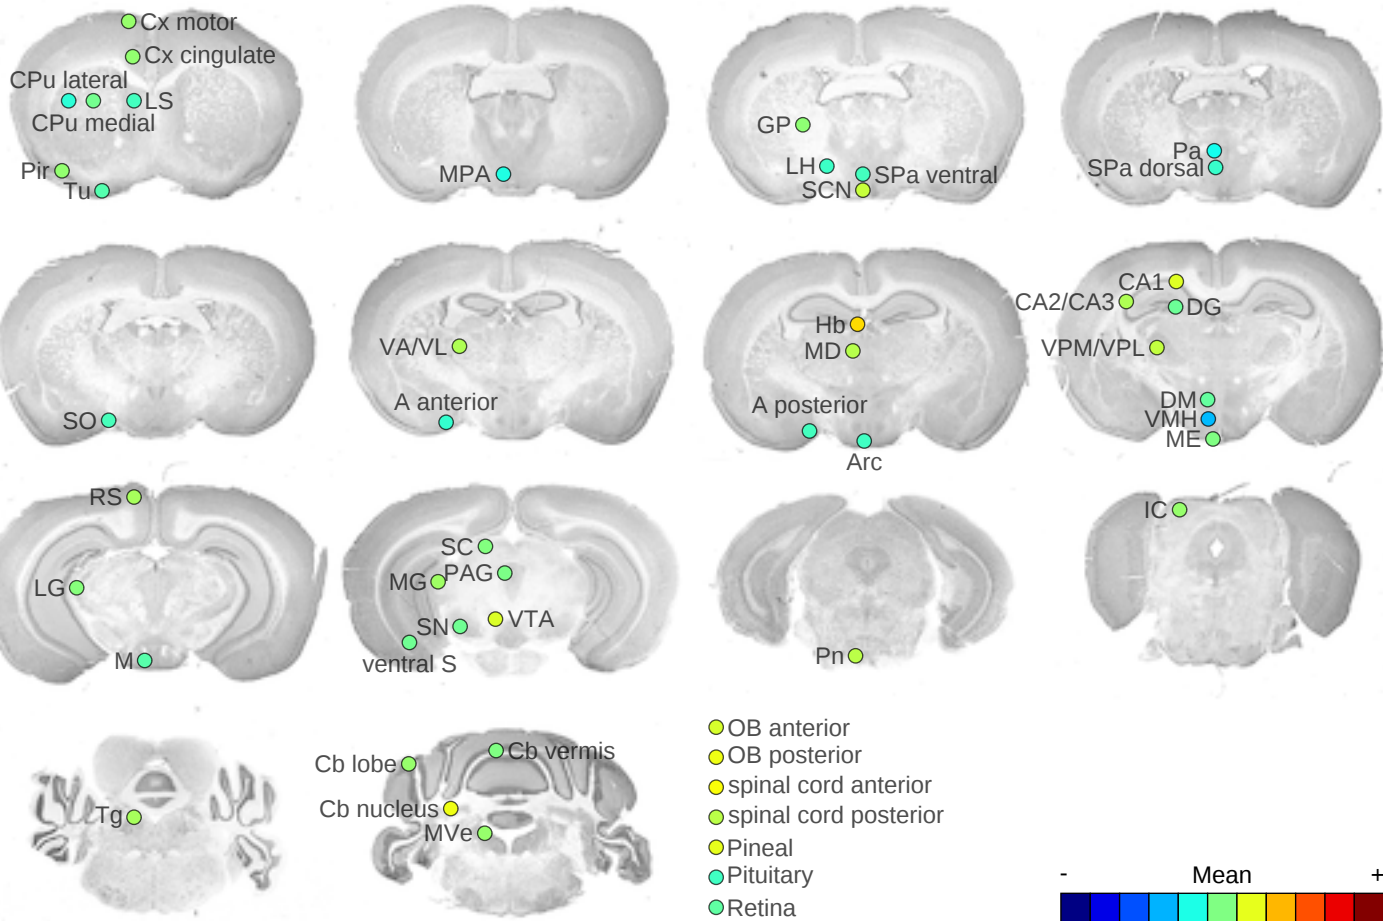 Cx motor
Cx cingulate
CPu lateral
LS
CPu medial
Pir
Tu
MPA
GP
LH
SPa ventral
SCN
Pa
SPa dorsal
SO
VA/VL
A anterior
Hb
MD
A posterior
Arc
CA1
CA2/CA3
DG
VPM/VPL
DM
VMH
ME
RS
LG
M
SC
MG
PAG
SN
VTA
ventral S
Pn
IC
Tg
Cb lobe
Cb vermis
Cb nucleus
MVe
OB anterior
OB posterior
spinal cord anterior
spinal cord posterior
Pineal
Pituitary
Retina
- Mean +